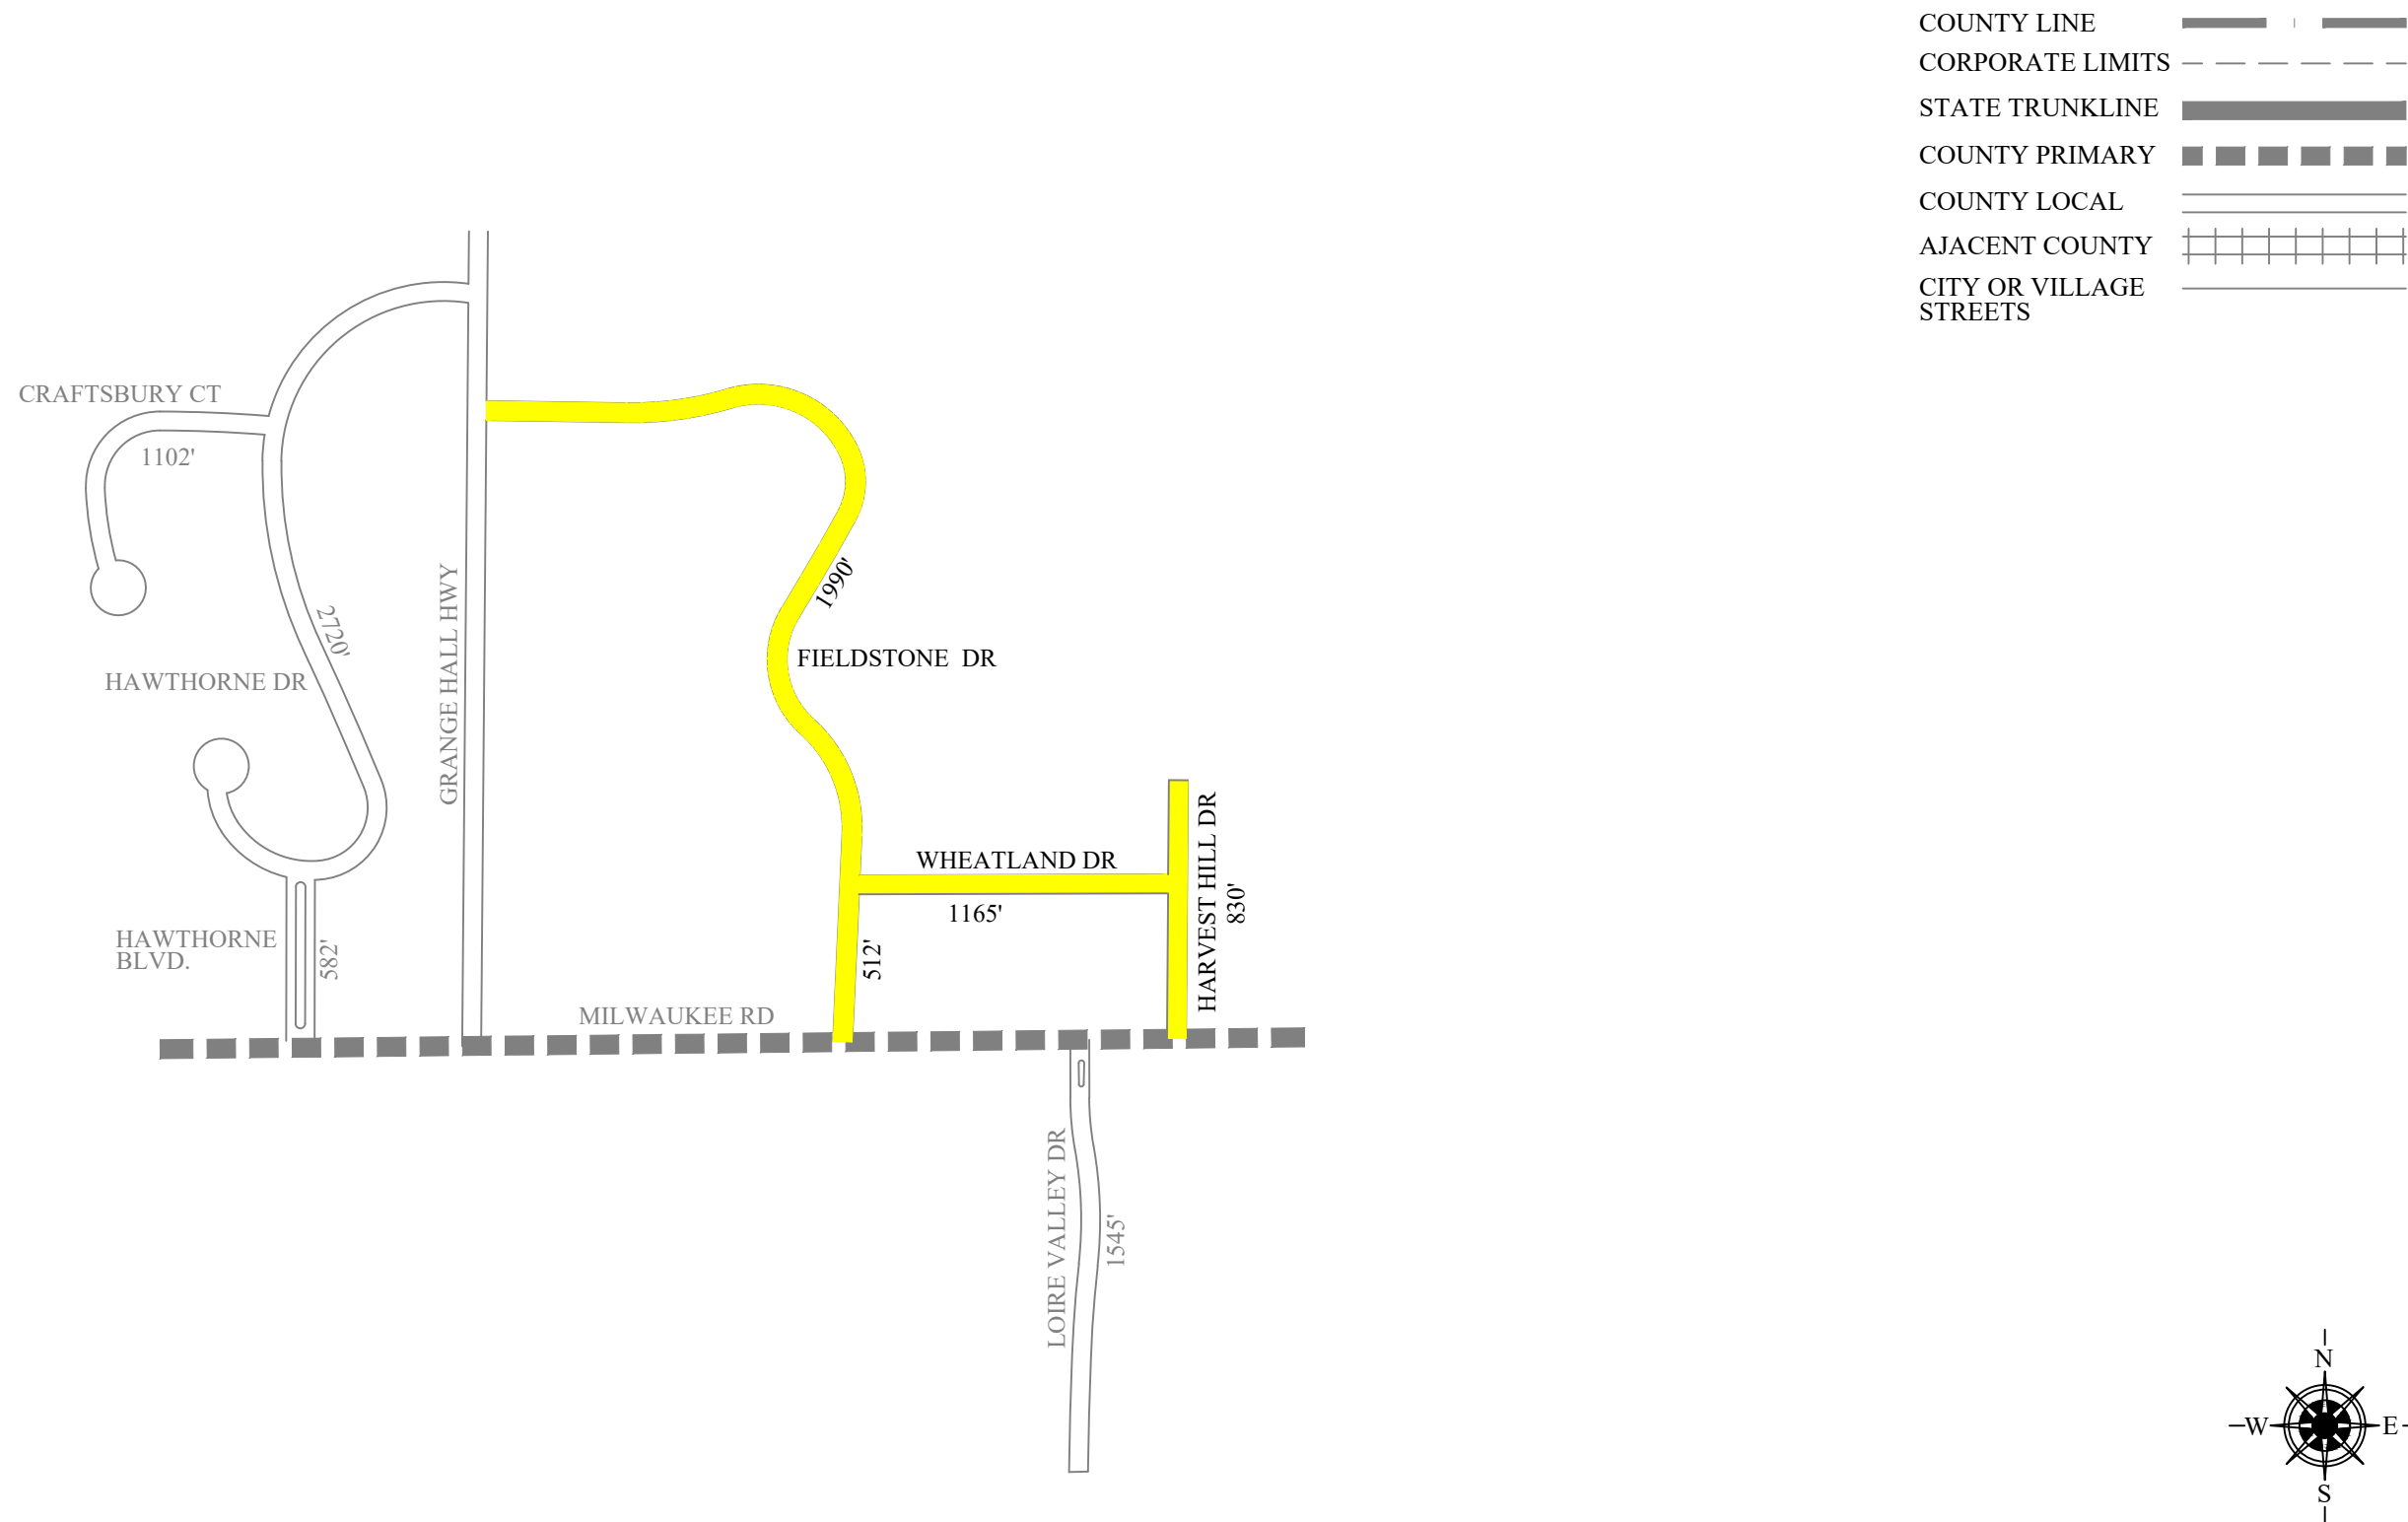 COUNTY LINE
CORPORATE LIMITS
STATE TRUNKLINE
COUNTY PRIMARY
COUNTY LOCAL
AJACENT COUNTY
CITY OR VILLAGE
STREETS
CRAFTSBURY CT
1102'
2720'
HAWTHORNE DR
GRANGE HALL HWY
1990'
FIELDSTONE DR
WHEATLAND DR
1165'
HARVEST HILL DR
830'
HAWTHORNE
BLVD.
582'
512'
MILWAUKEE RD
LOIRE VALLEY DR
1545'
N
W
E
S